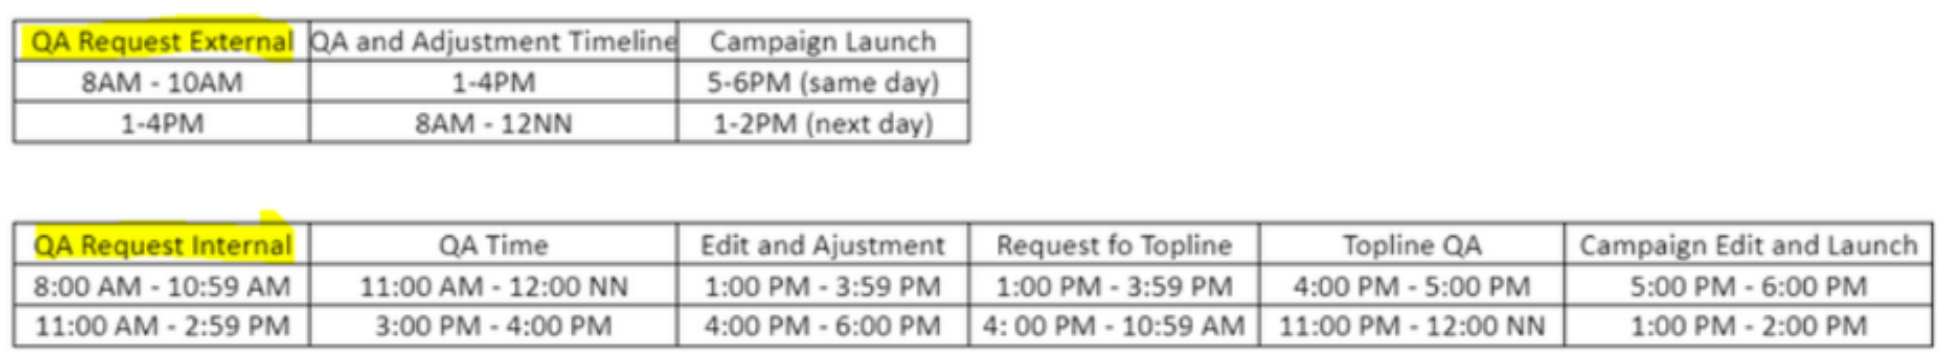 QA Request External QA and Adjustment Timeline Campaign Launch
8AM - 10AM 1-4PM 5-6PM (same day)
1-4PM 8AM - 12NN 1-2PM (next day)
QA Request Internal QA Time Edit and Ajustment Request fo Topline Topline QA Campaign Edit and Launch
8:00 AM - 10:59 AM 11:00 AM - 12:00 NN 1:00 PM - 3:59 PM 1:00 PM - 3:59 PM 4:00 PM - 5:00 PM 5:00 PM - 6:00 PM
11:00 AM - 2:59 PM 3:00 PM - 4:00 PM 4:00 PM - 6:00 PM 4: 00 PM - 10:59 AM 11:00 PM - 12:00 NN 1:00 PM - 2:00 PM